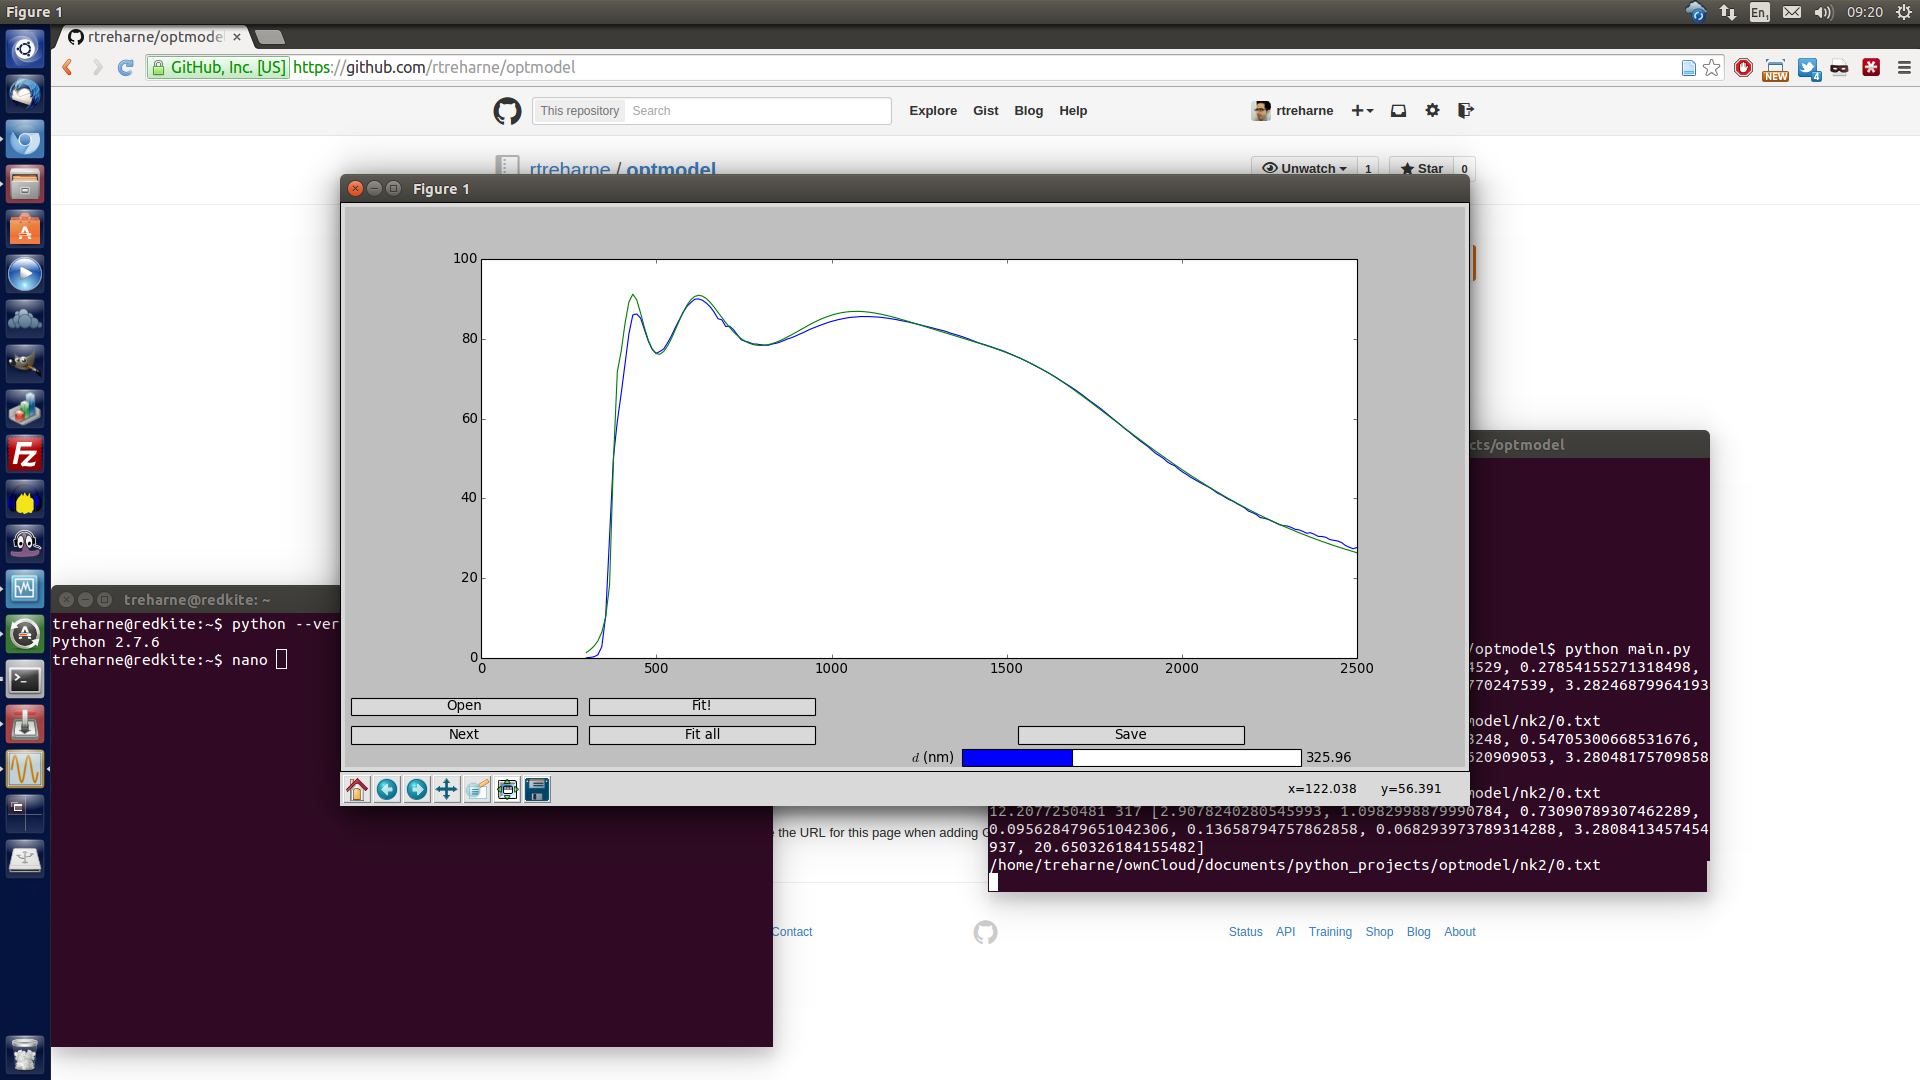 Figure 1
En1
09:20
rtreharne/optmode
GitHub, Inc. [US] https://github.com/rtreharne/optmodel
NEW
4
This repository Search
Explore Gist Blog Help
rtreharne
rtreharne / optmodel
Unwatch 1
Star 0
Figure 1
100
80
60
40
20
0
0 500 1000 1500 2000 2500
Open
Fit!
Next
Fit all
Save
d (nm) 325.96
x=122.038 y=56.391
treharne@redkite: ~
treharne@redkite:~$ python --ver
Python 2.7.6
treharne@redkite:~$ nano
cts/optmodel
/optmodel$ python main.py
4529, 0.27854155271318498,
770247539, 3.28246879964193
model/nk2/0.txt
3248, 0.54705300668531676,
620909053, 3.28048175709858
model/nk2/0.txt
12.2077250481 317 [2.9078240280545993, 1.0982998879990784, 0.73090789307462289,
0.095628479651042306, 0.13658794757862858, 0.068293973789314288, 3.2808413457454
937, 20.650326184155482]
/home/treharne/ownCloud/documents/python_projects/optmodel/nk2/0.txt
e the URL for this page when adding G
Contact
Status API Training Shop Blog About